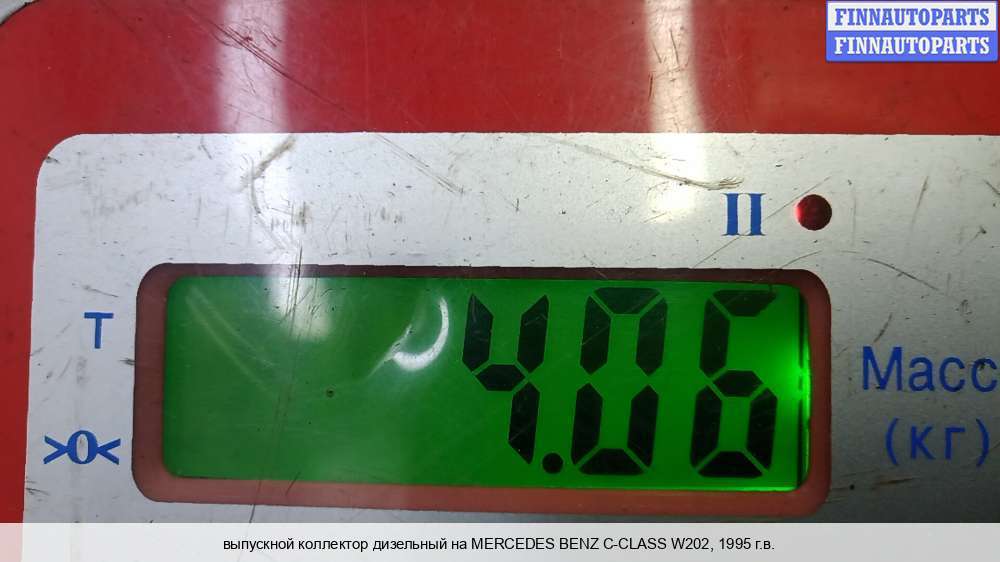 FINNAUTOPARTS
FINNAUTOPARTS
II
T
>0<
4.06
Масс
(кг)
выпускной коллектор дизельный на MERCEDES BENZ C-CLASS W202, 1995 г.в.